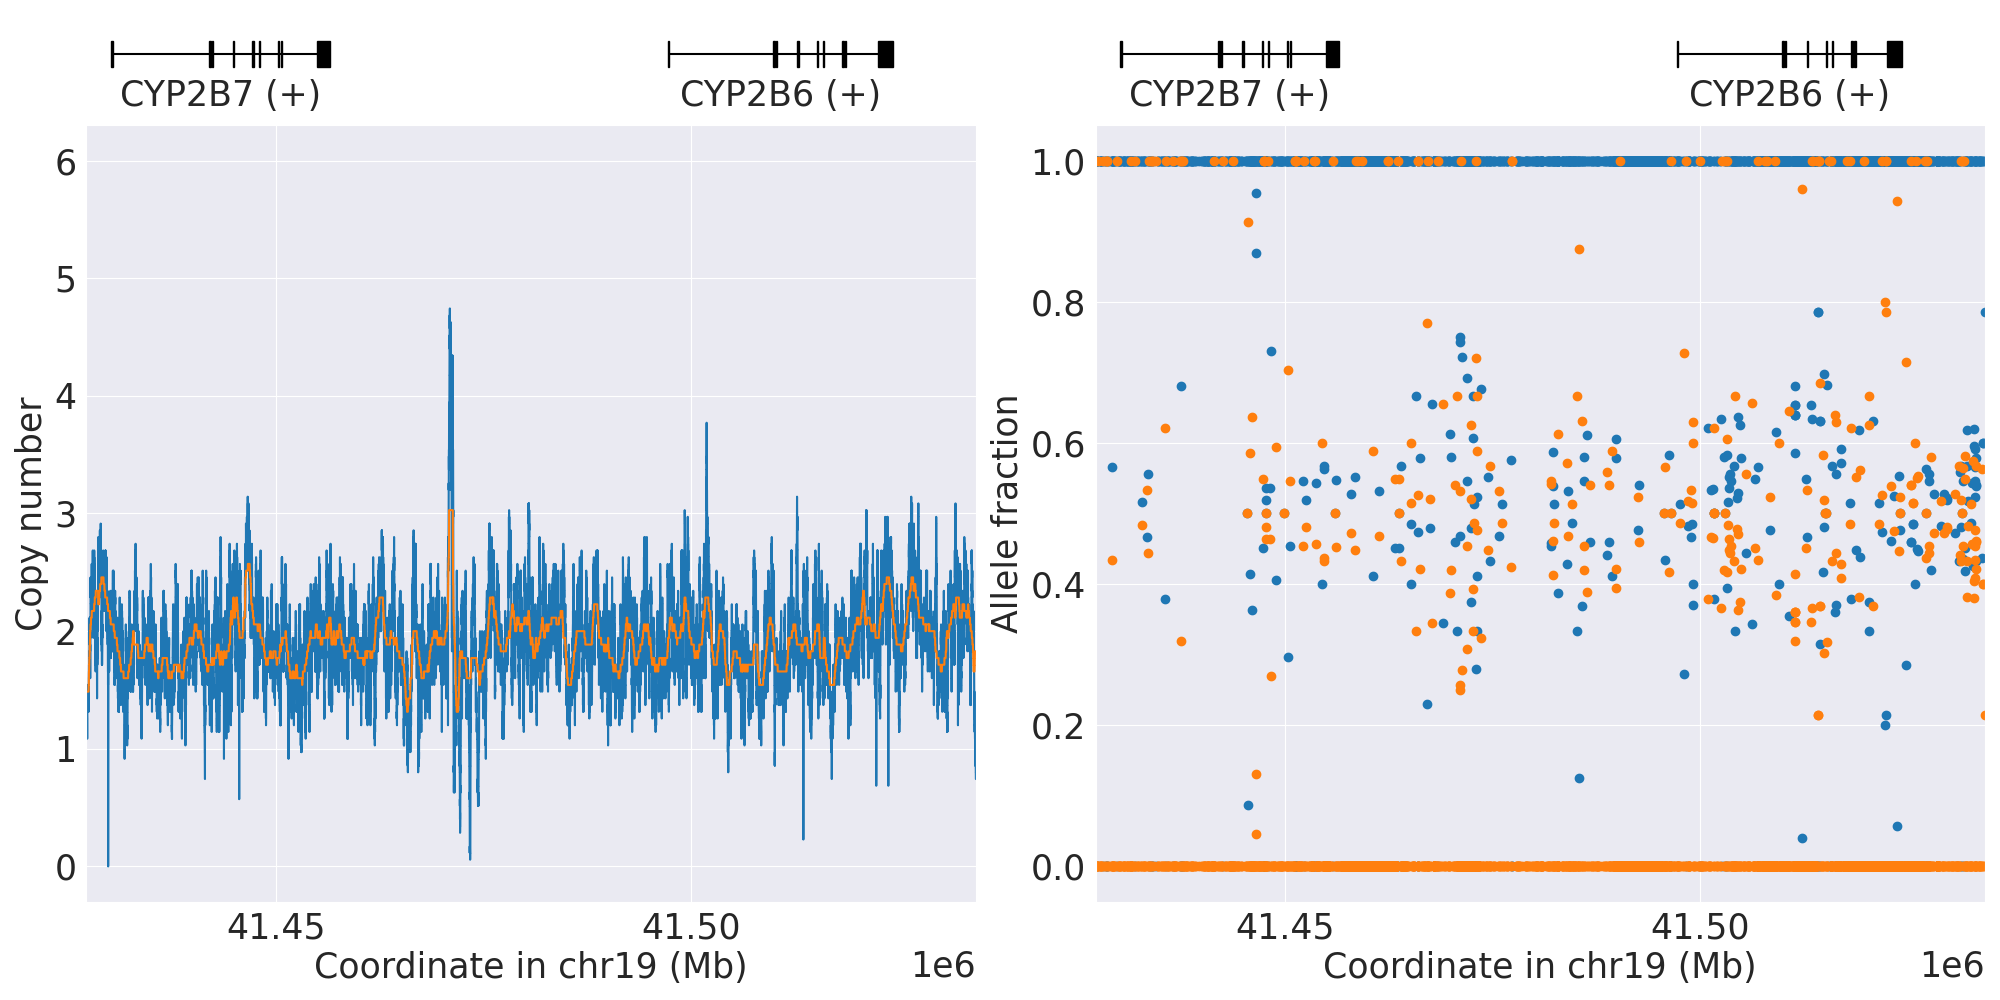 CYP2B7 (+)
CYP2B6 (+)
6
5
4
3
2
1
0
Copy number
41.45
41.50
Coordinate in chr19 (Mb)
1e6
CYP2B7 (+)
CYP2B6 (+)
1.0
0.8
0.6
0.4
0.2
0.0
Allele fraction
41.45
41.50
Coordinate in chr19 (Mb)
1e6